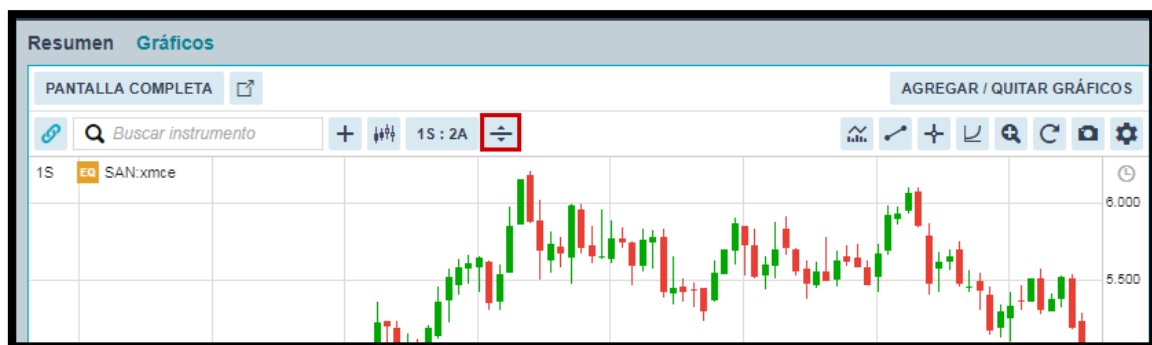 Resumen Gráficos
PANTALLA COMPLETA AGREGAR / QUITAR GRÁFICOS
Buscar instrumento 1S : 2A
1S EQ SAN:xmce
6.000
5.500